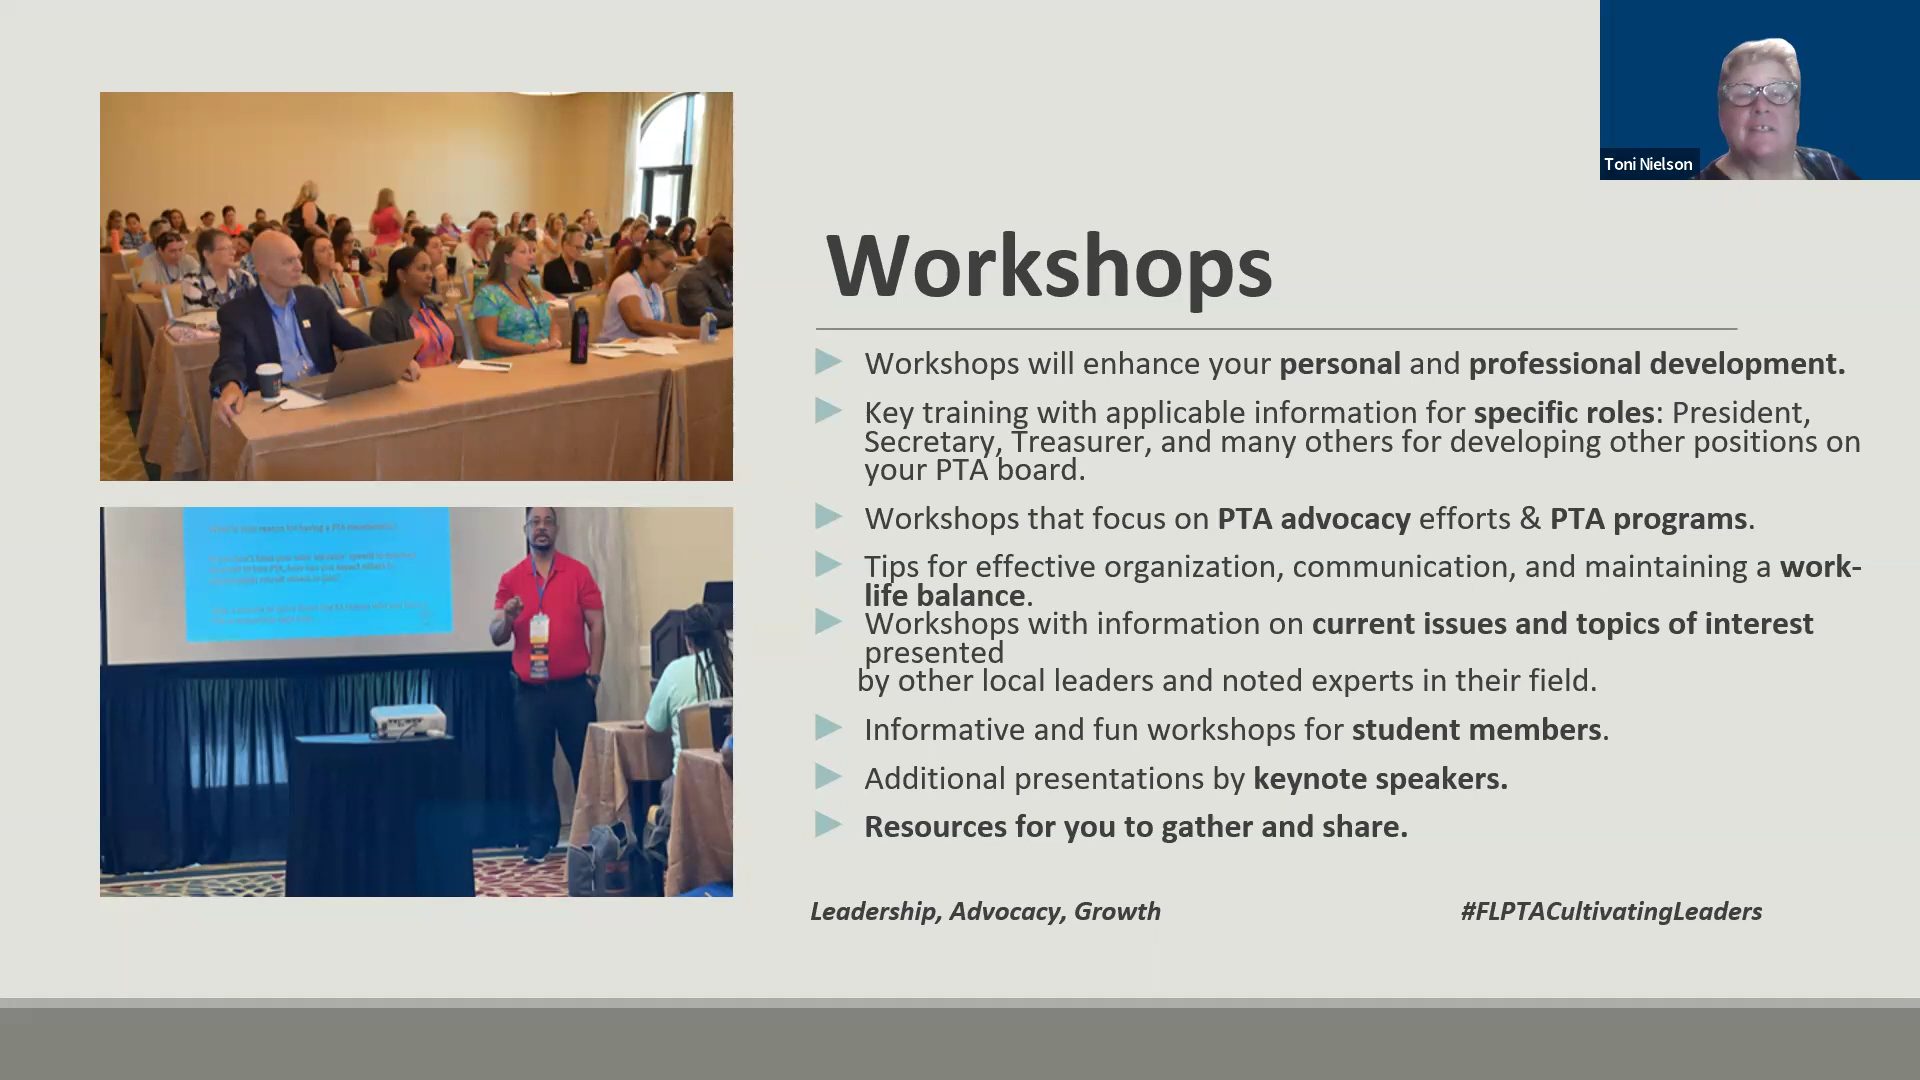 Toni Nielson
Workshops
Workshops will enhance your personal and professional development.
Key training with applicable information for specific roles: President,
Secretary, Treasurer, and many others for developing other positions on
your PTA board.
Workshops that focus on PTA advocacy efforts & PTA programs.
Tips for effective organization, communication, and maintaining a work-
life balance.
Workshops with information on current issues and topics of interest
presented
by other local leaders and noted experts in their field.
Informative and fun workshops for student members.
Additional presentations by keynote speakers.
Resources for you to gather and share.
Leadership, Advocacy, Growth
#FLPTACultivatingLeaders